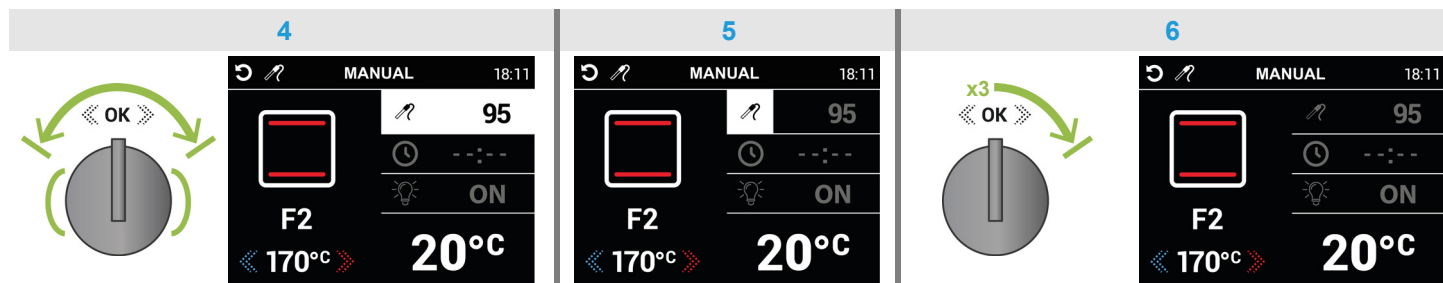 4
OK
MANUAL 18:11
95
--:--
ON
F2
170°C
20°C
5
MANUAL 18:11
95
--:--
ON
F2
170°C
20°C
6
x3
OK
MANUAL 18:11
95
--:--
ON
F2
170°C
20°C